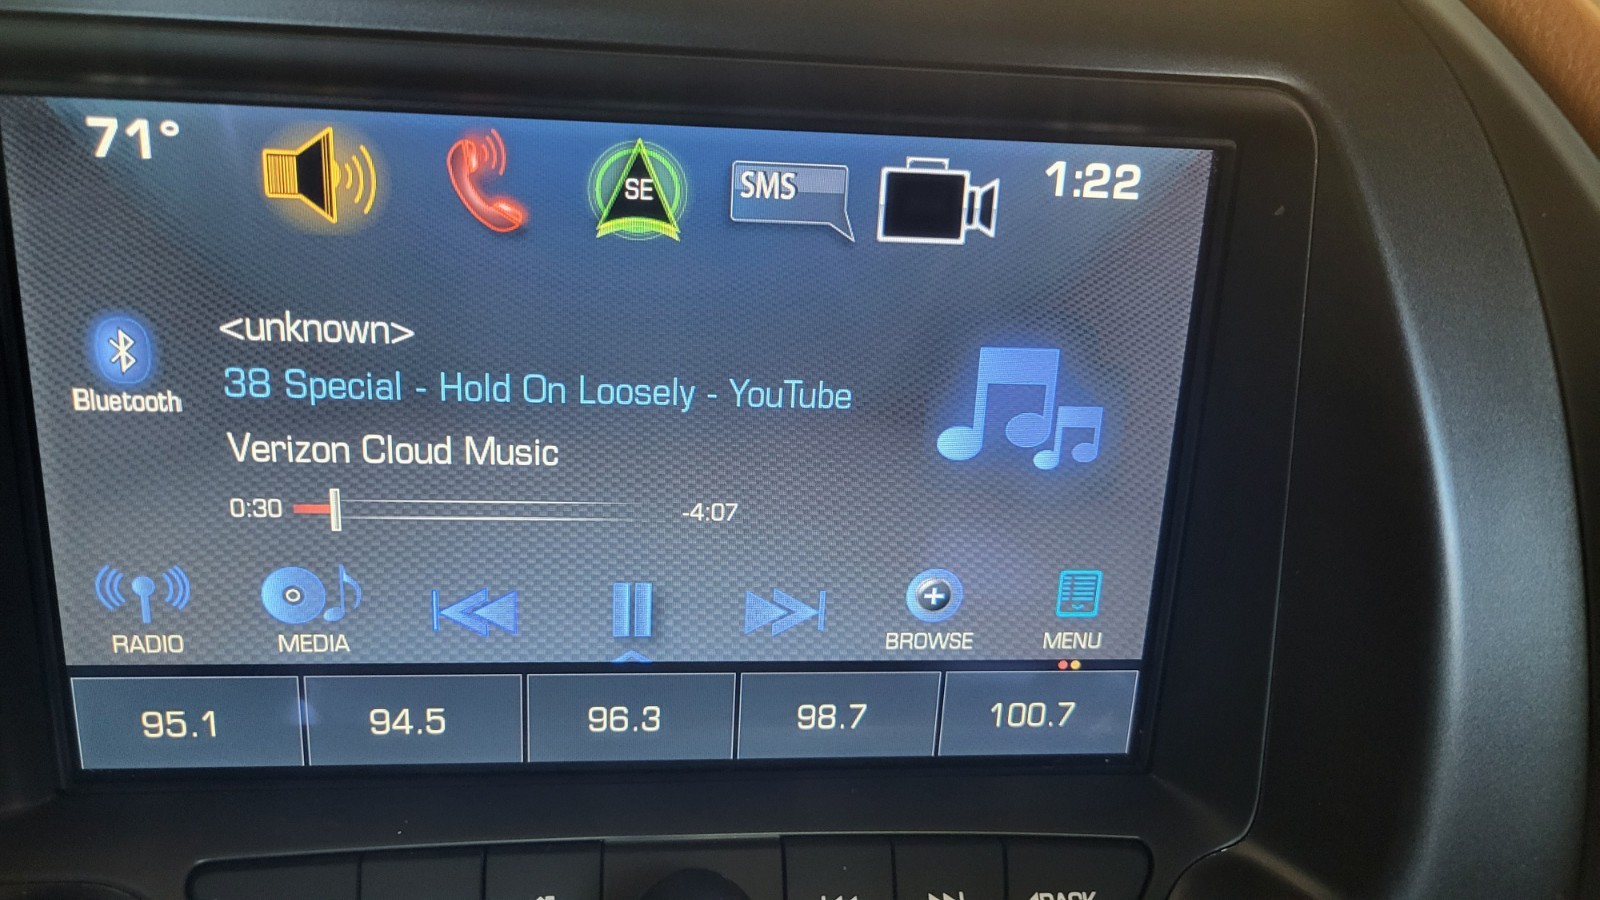 71°
SE
SMS
1:22
<unknown>
Bluetooth
38 Special - Hold On Loosely - YouTube
Verizon Cloud Music
0:30
-4:07
RADIO
MEDIA
BROWSE
MENU
95.1
94.5
96.3
98.7
100.7
BACK